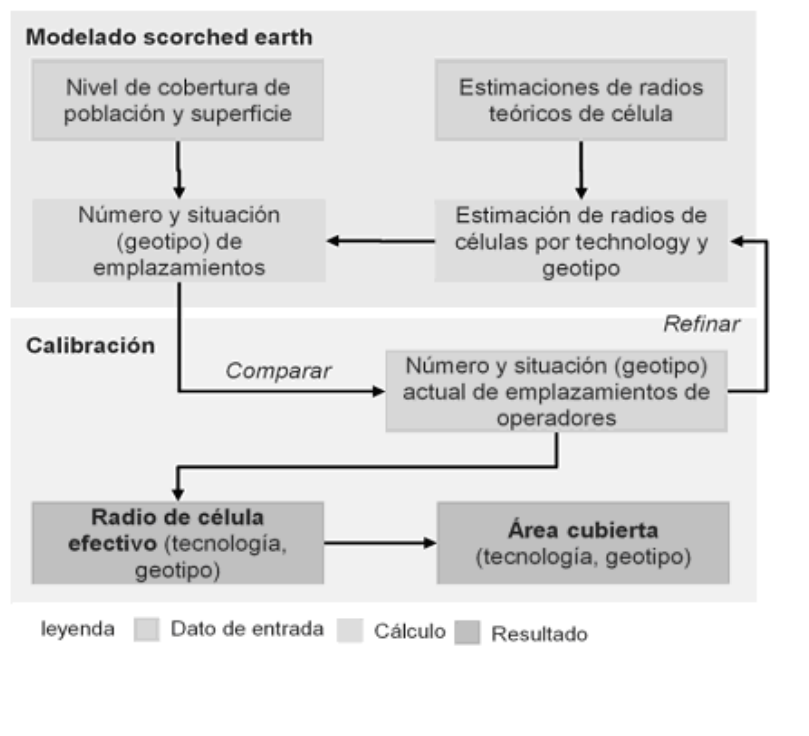 Modelado scorched earth
Nivel de cobertura de
población y superficie
Estimaciones de radios
teóricos de célula
Número y situación
(geotipo) de
emplazamientos
Estimación de radios de
células por technology y
geotipo
Refinar
Calibración
Comparar
Número y situación (geotipo)
actual de emplazamientos de
operadores
Radio de célula
efectivo (tecnología,
geotipo)
Área cubierta
(tecnología, geotipo)
leyenda Dato de entrada Cálculo Resultado